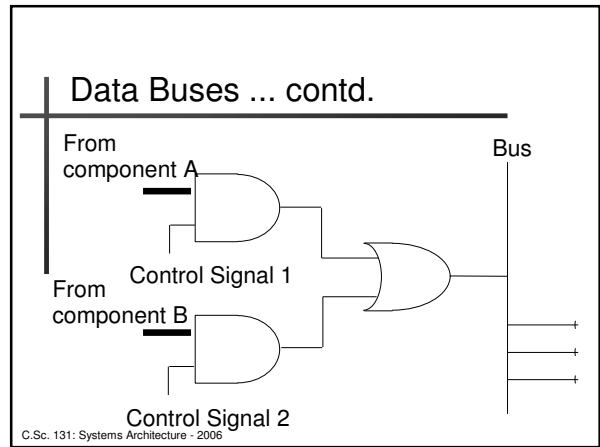 Data Buses ... contd.
From
component A
Bus
Control Signal 1
From
component B
Control Signal 2
C.Sc. 131: Systems Architecture - 2006